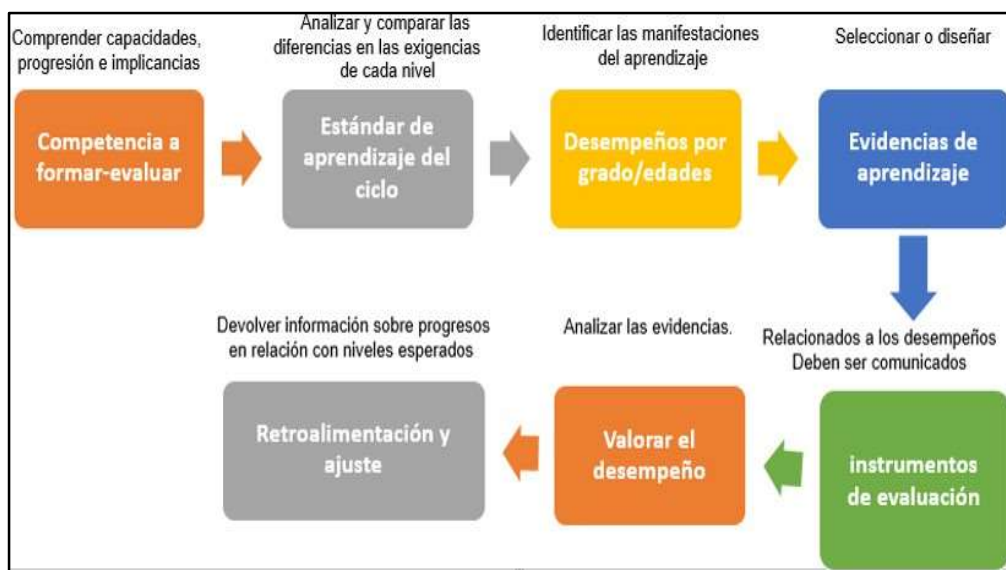 Comprender capacidades,
progresión e implicancias
Competencia a
formar-evaluar
Analizar y comparar las
diferencias en las exigencias
de cada nivel
Estándar de
aprendizaje del
ciclo
Identificar las manifestaciones
del aprendizaje
Desempeños por
grado/edades
Seleccionar o diseñar
Evidencias de
aprendizaje
Relacionados a los desempeños
Deben ser comunicados
instrumentos
de evaluación
Analizar las evidencias.
Valorar el
desempeño
Devolver información sobre progresos
en relación con niveles esperados
Retroalimentación y
ajuste